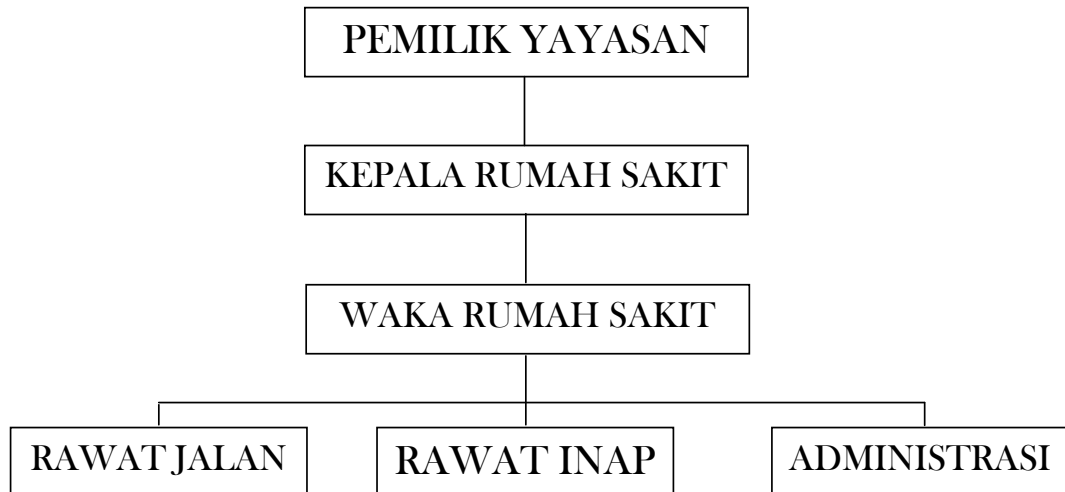 PEMILIK YAYASAN
KEPALA RUMAH SAKIT
WAKA RUMAH SAKIT
RAWAT JALAN
RAWAT INAP
ADMINISTRASI